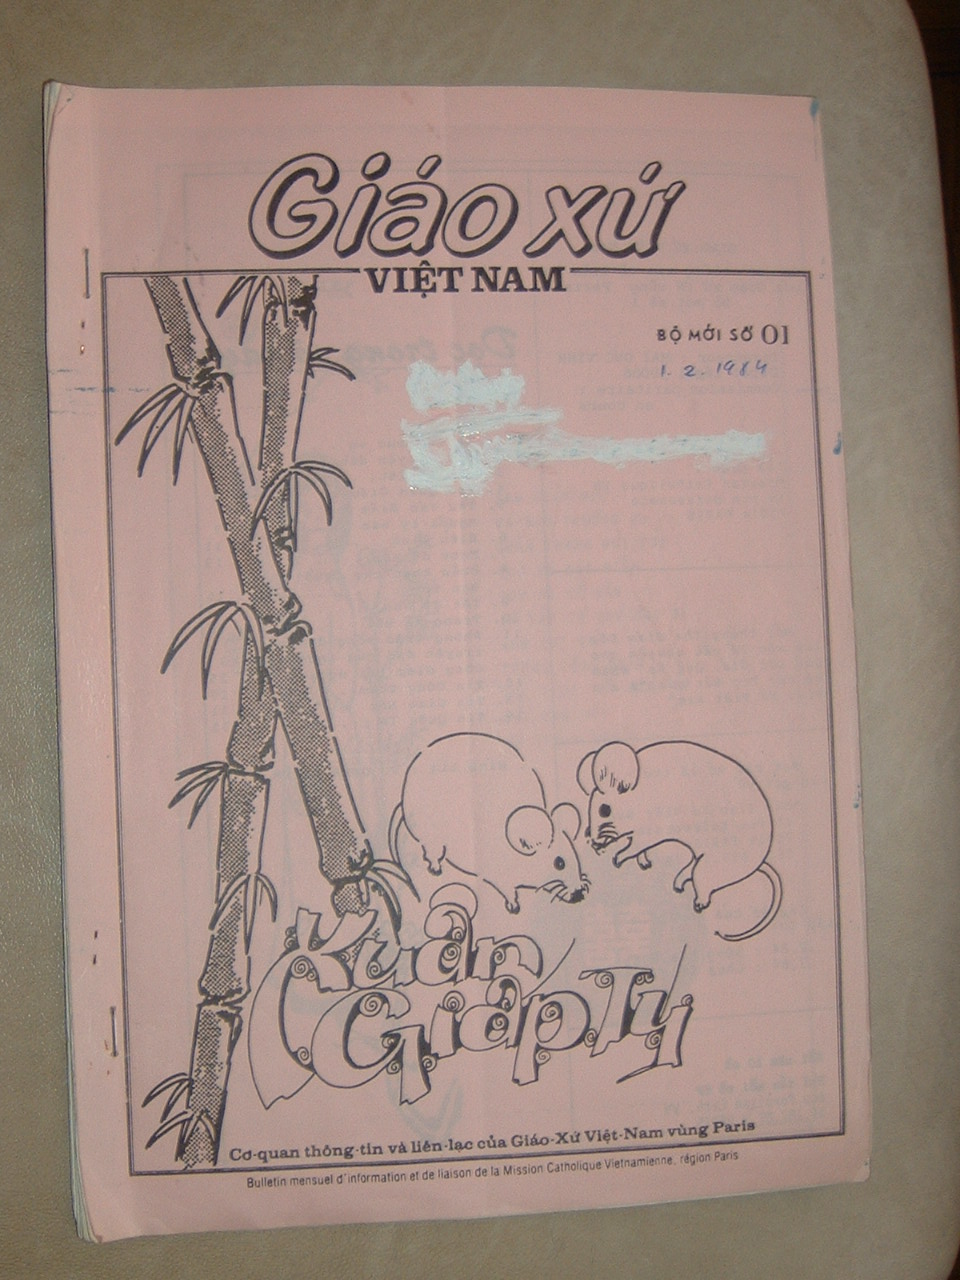 Giáo xứ
VIỆT NAM
BỘ MỚI SỐ 01
1. 2. 1984
Xuân
Giáp Tý
Cơ-quan thông-tin và liên-lạc của Giáo-Xứ Việt-Nam vùng Paris
Bulletin mensuel d'information et de liaison de la Mission Catholique Vietnamienne, région Paris